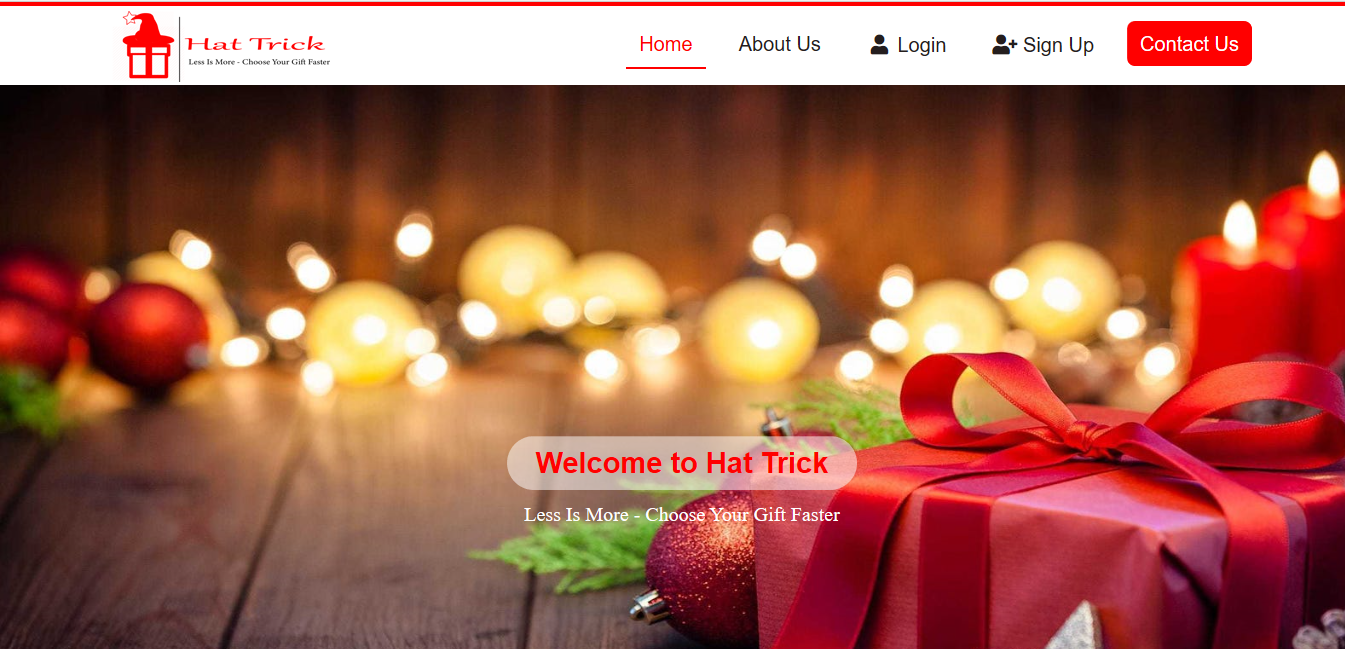 Hat Trick
Less Is More - Choose Your Gift Faster
Home
About Us
Login
Sign Up
Contact Us
Welcome to Hat Trick
Less Is More - Choose Your Gift Faster